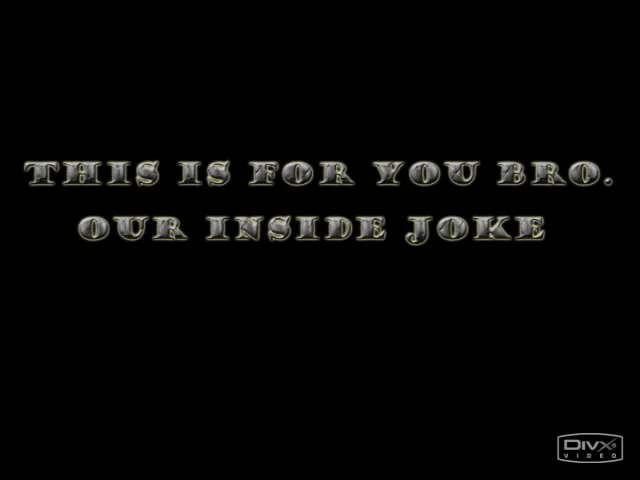 THIS IS FOR YOU BRO.
OUR INSIDE JOKE
DIVX
VIDEO